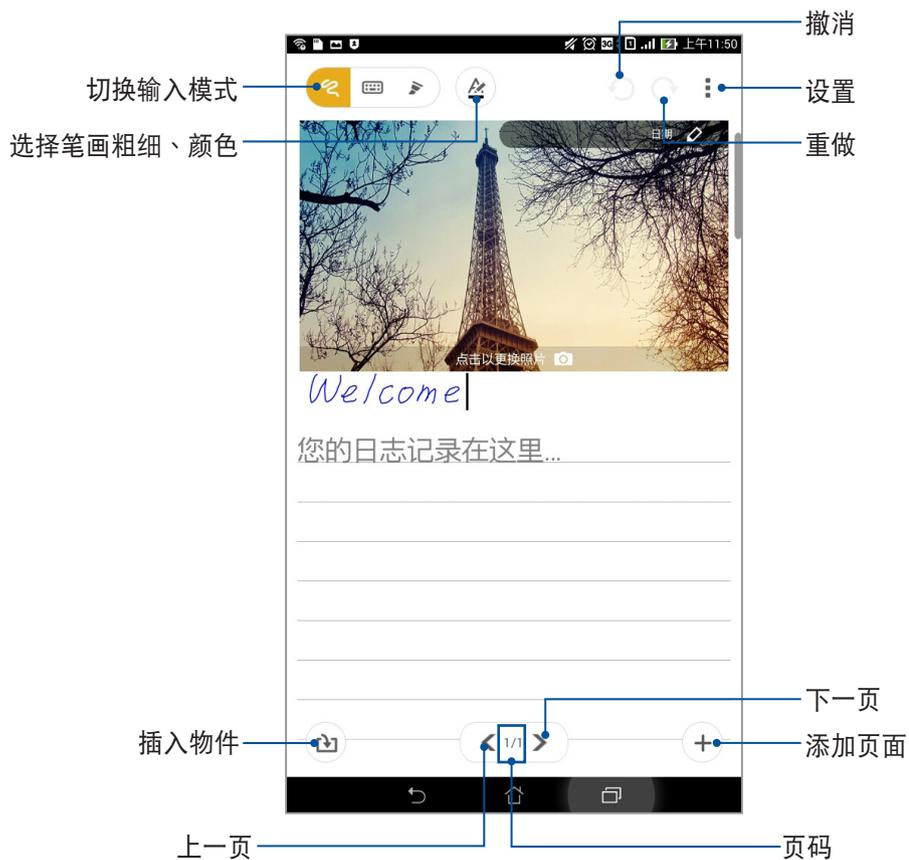 撤消
3G 1 上午11:50
切换输入模式
设置
选择笔画粗细、颜色
日期
重做
点击以更换照片
Welcome
您的日志记录在这里...
下一页
插入物件
1/1
添加页面
上一页
页码